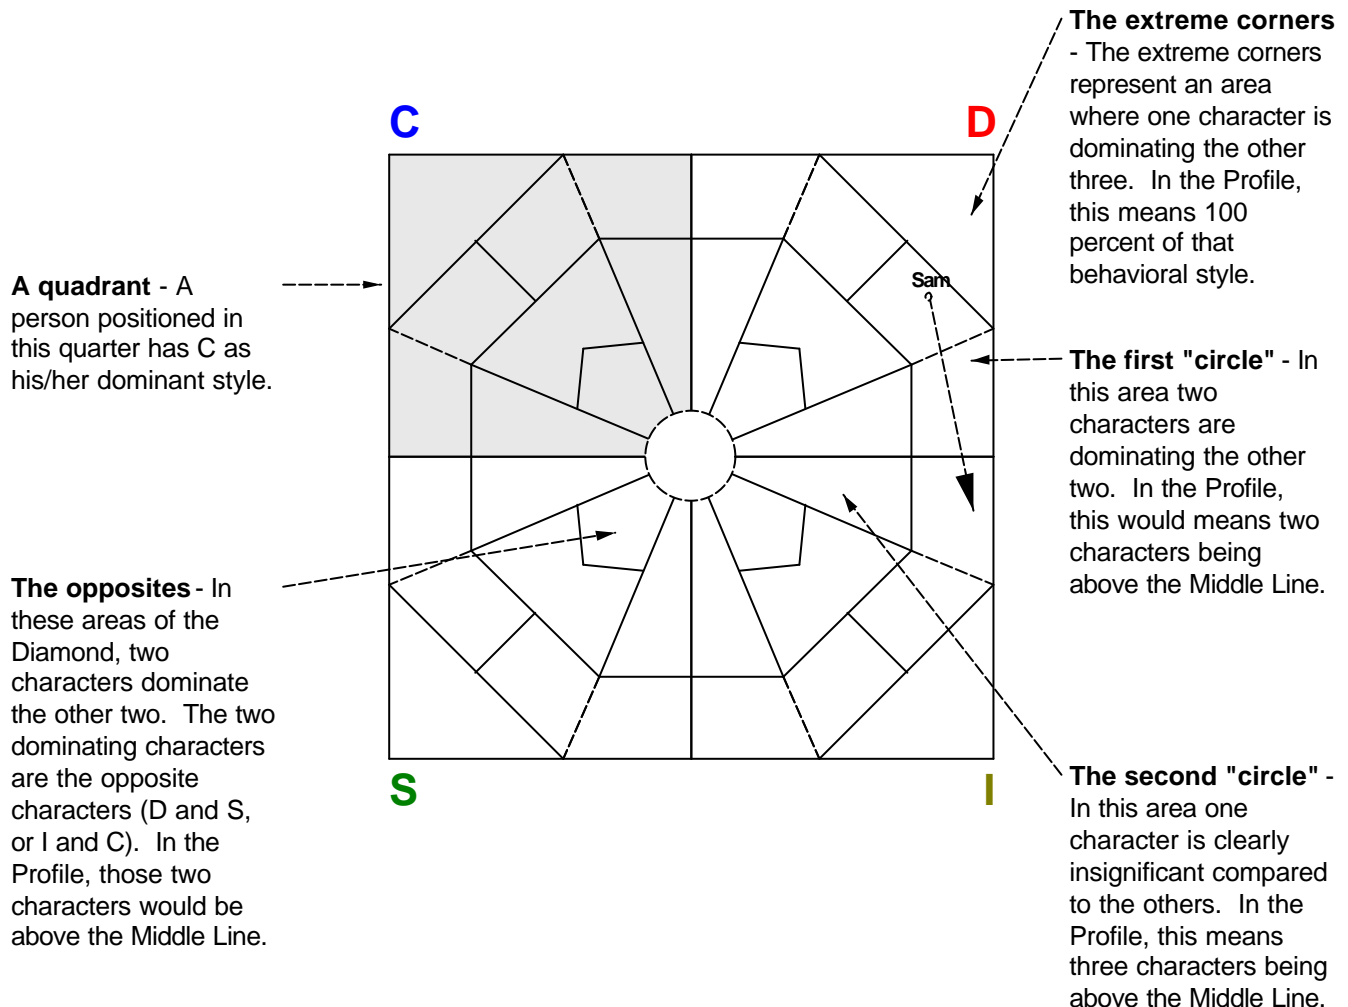 The extreme corners
- The extreme corners
represent an area
where one character is
dominating the other
three. In the Profile,
this means 100
percent of that
behavioral style.
C
D
A quadrant - A
person positioned in
this quarter has C as
his/her dominant style.
Sam
The first "circle" - In
this area two
characters are
dominating the other
two. In the Profile,
this would means two
characters being
above the Middle Line.
The opposites - In
these areas of the
Diamond, two
characters dominate
the other two. The two
dominating characters
are the opposite
characters (D and S,
or I and C). In the
Profile, those two
characters would be
above the Middle Line.
S
I
The second "circle" -
In this area one
character is clearly
insignificant compared
to the others. In the
Profile, this means
three characters being
above the Middle Line.